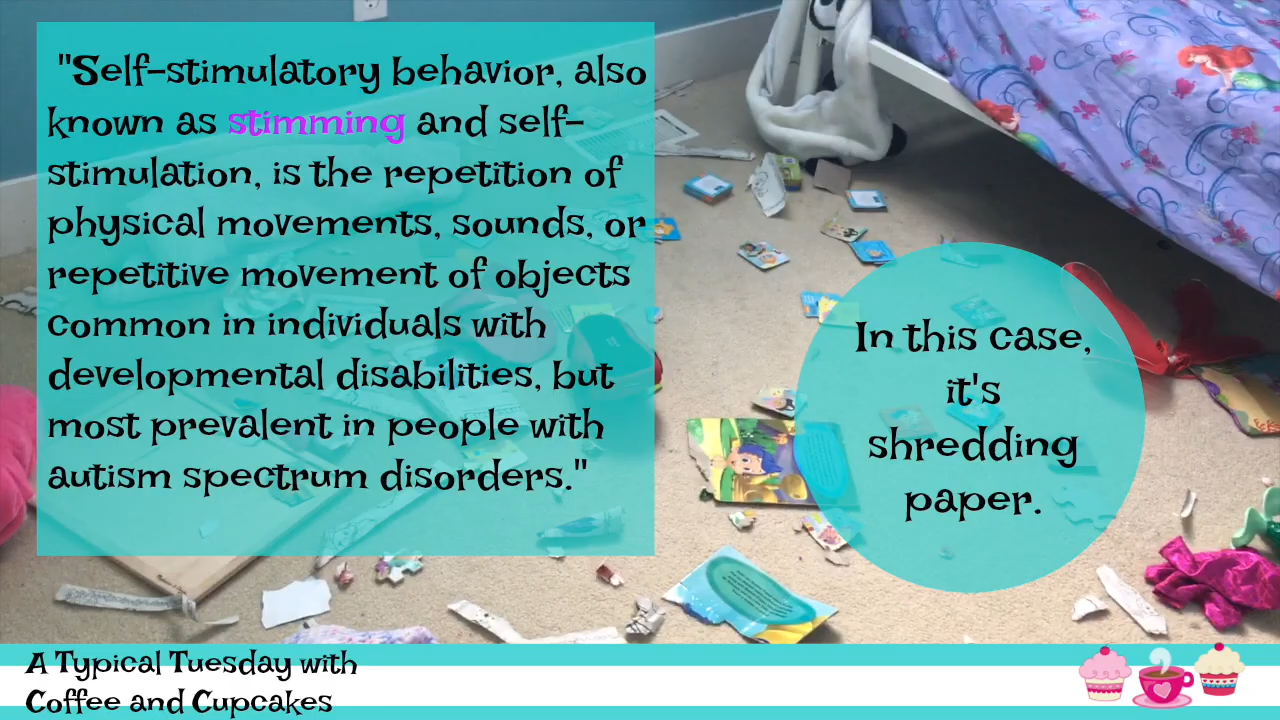 "Self-stimulatory behavior, also
known as stimming and self-
stimulation, is the repetition of
physical movements, sounds, or
repetitive movement of objects
common in individuals with
developmental disabilities, but
most prevalent in people with
autism spectrum disorders."
In this case,
it's
shredding
paper.
A Typical Tuesday with
Coffee and Cupcakes